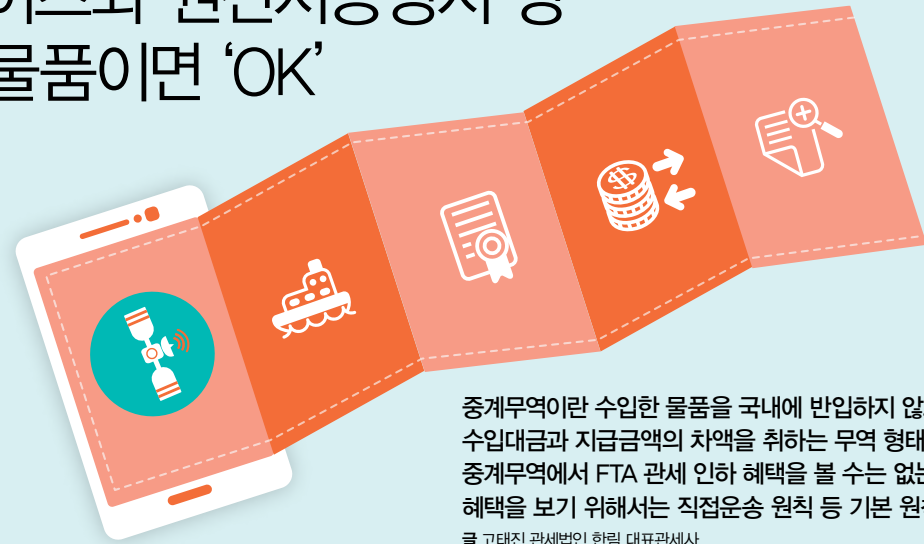 물품이면 ‘OK’
중계무역이란 수입한 물품을 국내에 반입하지
수입대금과 지급금액의 차액을 취하는 무역
중계무역에서 FTA 관세 인하 혜택을 볼 수는
혜택을 보기 위해서는 직접운송 원칙 등 기본
글 고태진 관세법인 한림 대표관세사